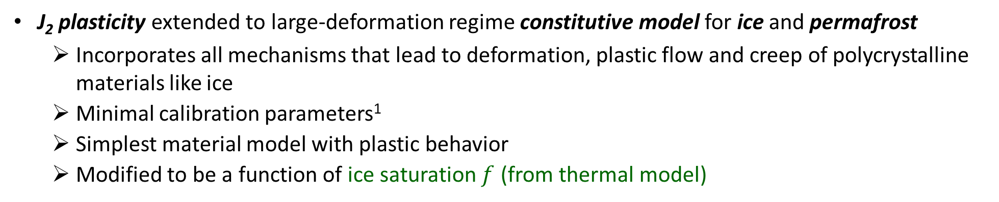 • J₂ plasticity extended to large-deformation regime constitutive model for ice and permafrost
➢ Incorporates all mechanisms that lead to deformation, plastic flow and creep of polycrystalline
materials like ice
➢ Minimal calibration parameters¹
➢ Simplest material model with plastic behavior
➢ Modified to be a function of ice saturation 𝑓 (from thermal model)